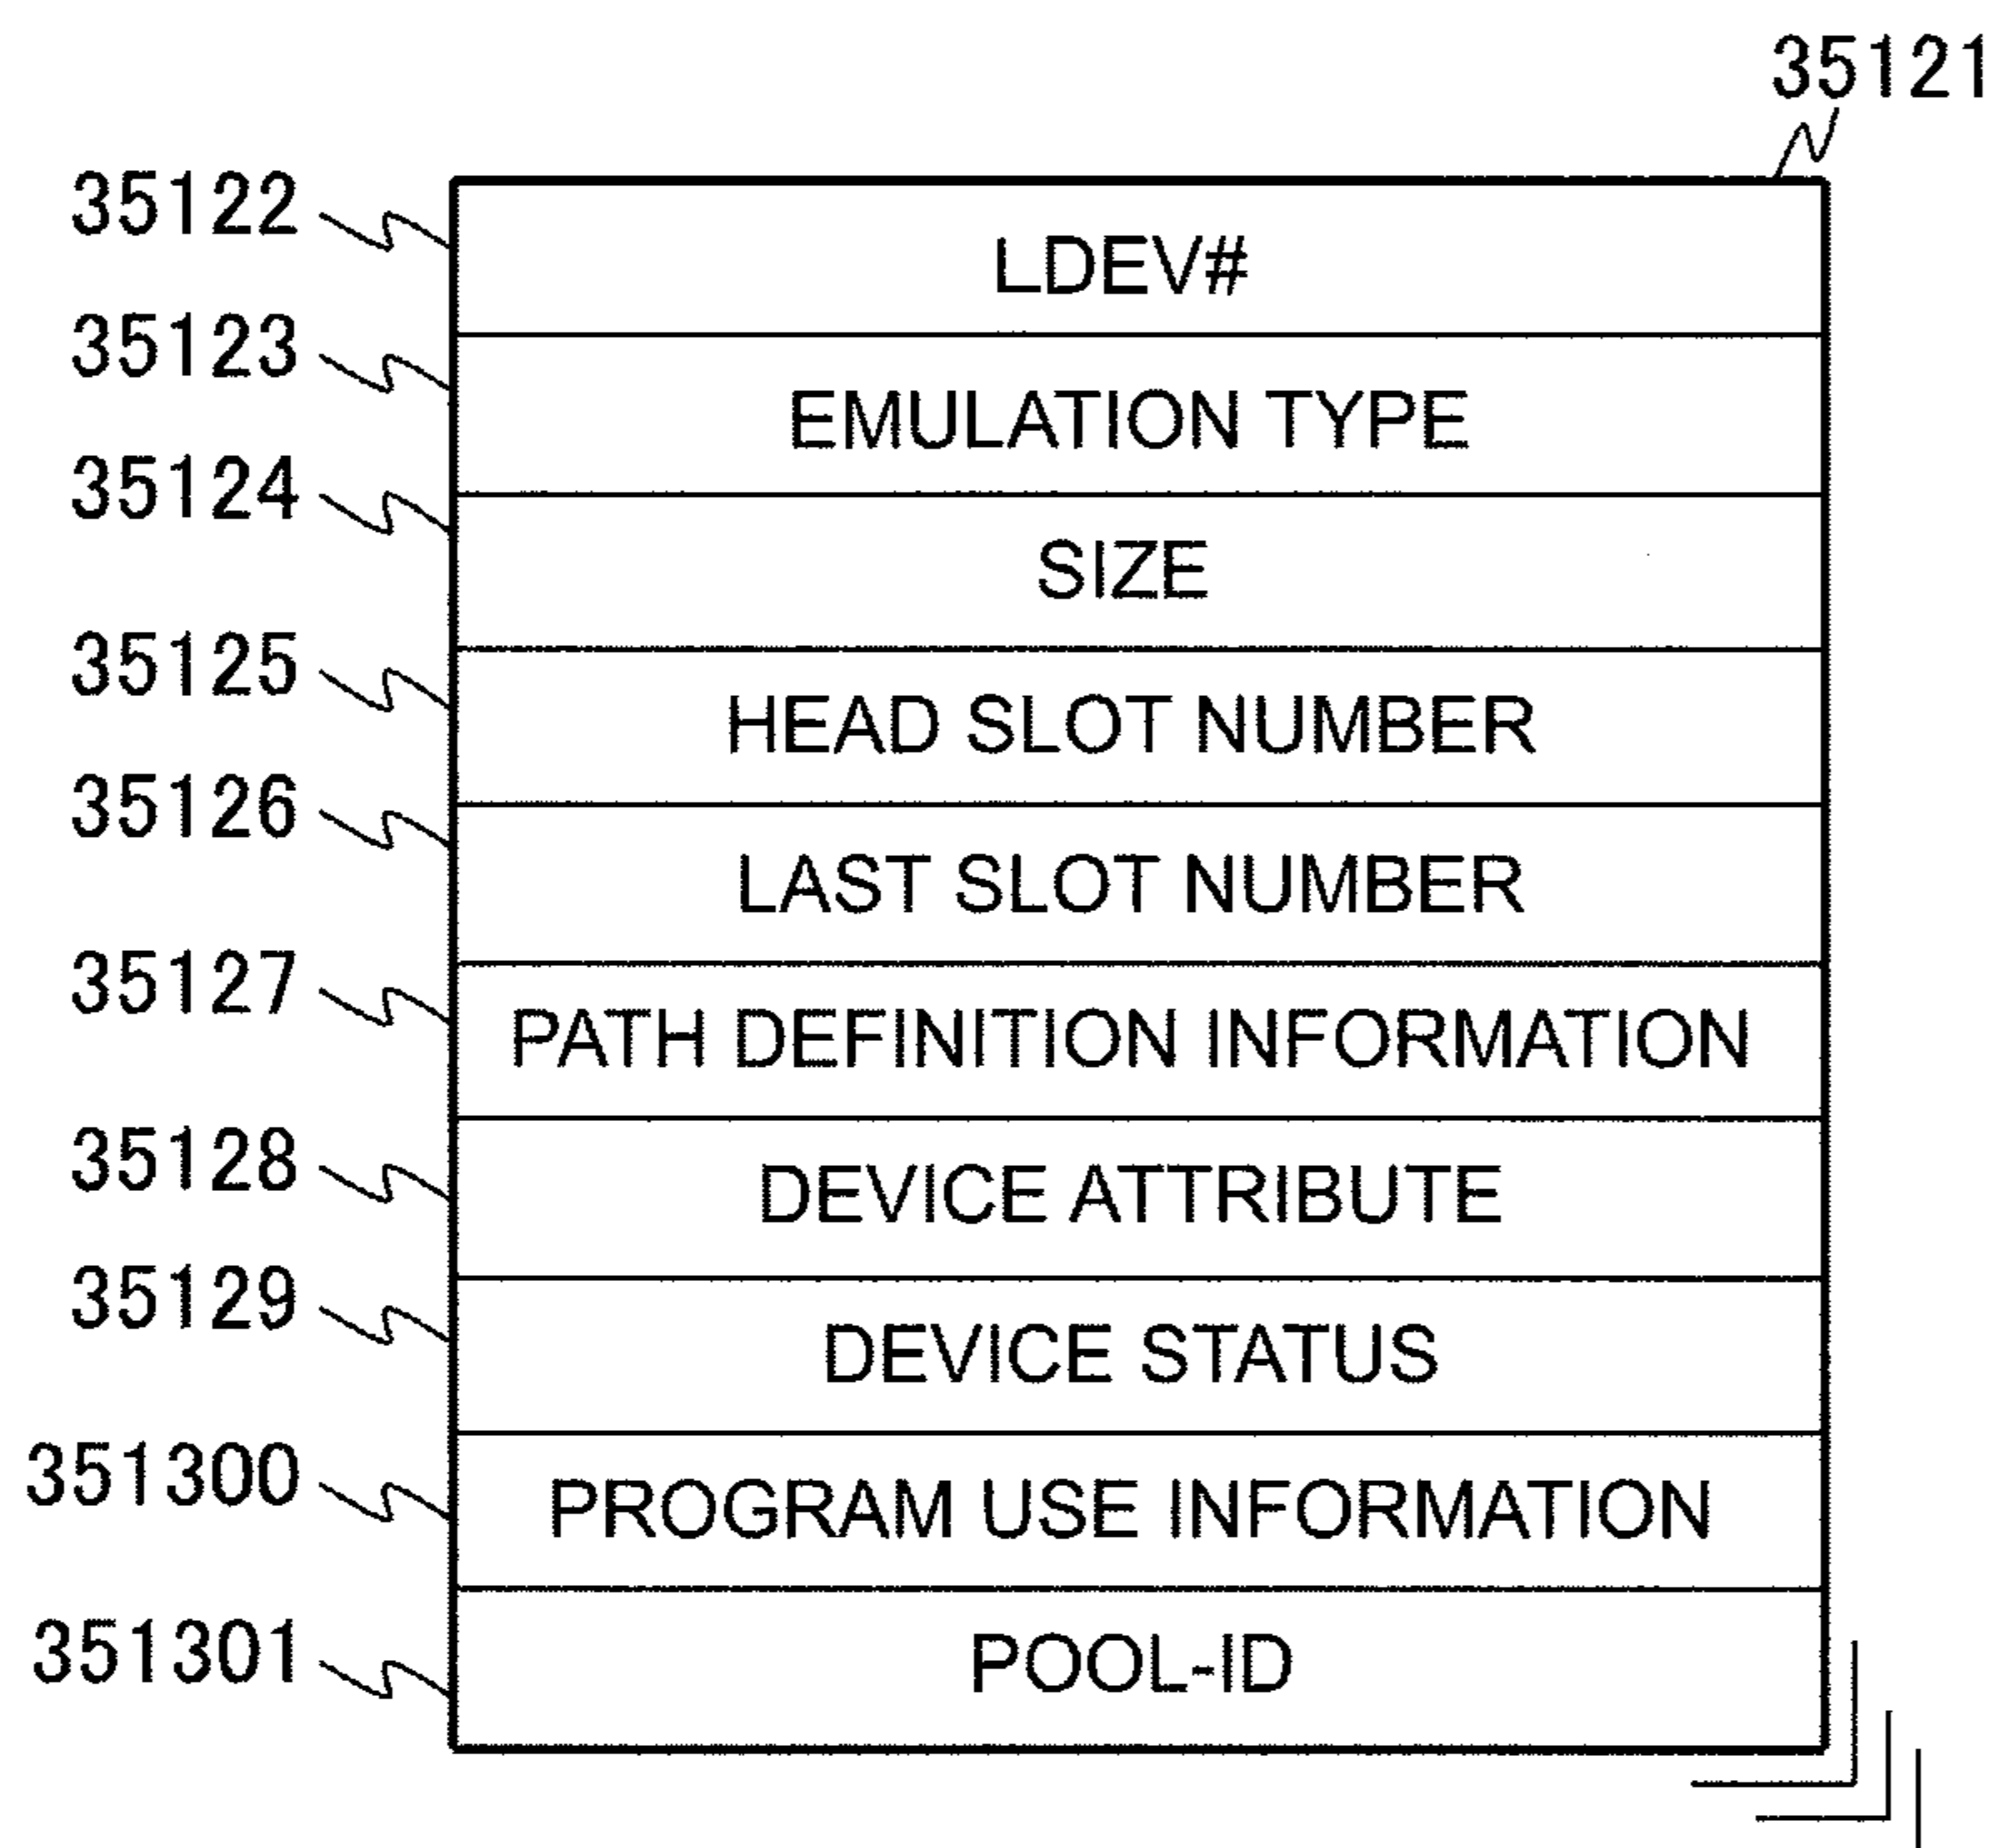 35121
35122
LDEV#
35123
EMULATION TYPE
35124
SIZE
35125
HEAD SLOT NUMBER
35126
LAST SLOT NUMBER
35127
PATH DEFINITION INFORMATION
35128
DEVICE ATTRIBUTE
35129
DEVICE STATUS
351300
PROGRAM USE INFORMATION
351301
POOL-ID